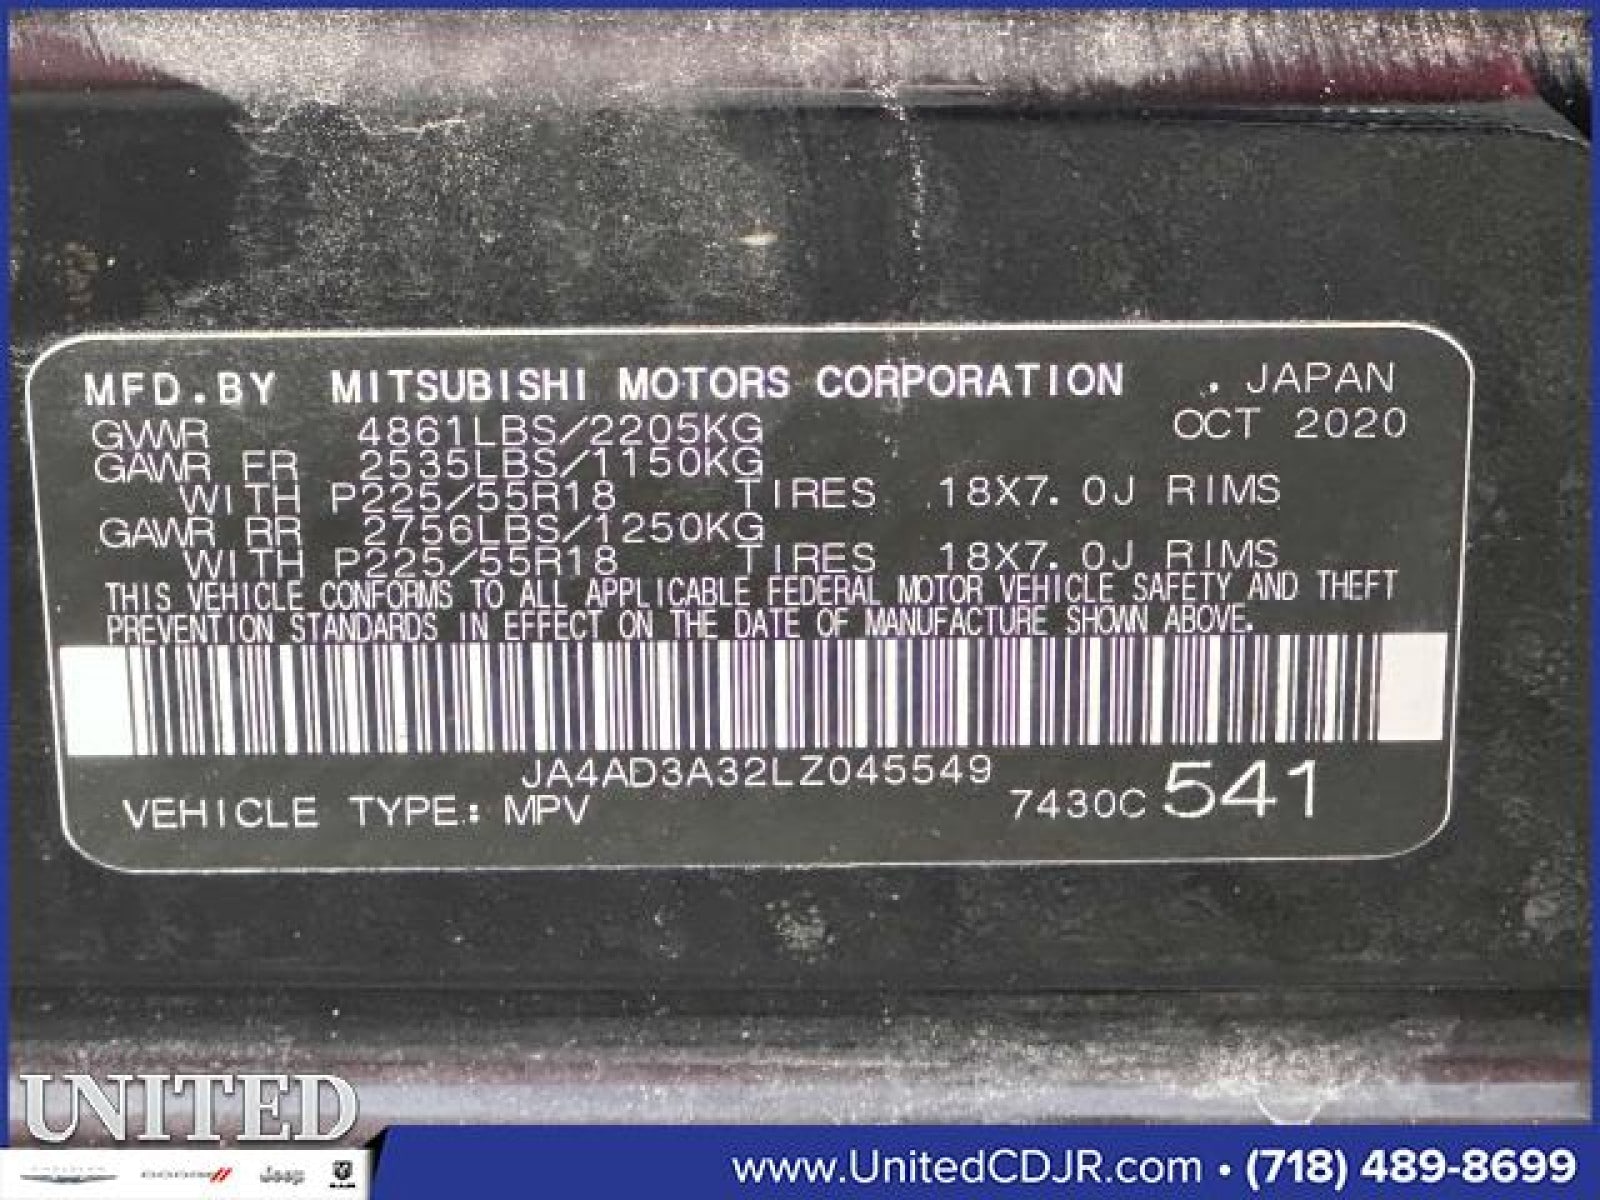 MFD.BY MITSUBISHI MOTORS CORPORATION . JAPAN
GVWR 4861LBS/2205KG OCT 2020
GAWR FR 2535LBS/1150KG
WITH P225/55R18 TIRES 18X7.0J RIMS
GAWR RR 2756LBS/1250KG
WITH P225/55R18 TIRES 18X7.0J RIMS
THIS VEHICLE CONFORMS TO ALL APPLICABLE FEDERAL MOTOR VEHICLE SAFETY AND THEFT
PREVENTION STANDARDS IN EFFECT ON THE DATE OF MANUFACTURE SHOWN ABOVE.
JA4AD3A32LZ045549
VEHICLE TYPE: MPV 7430C 541
UNITED
DODGE Jeep
www.UnitedCDJR.com • (718) 489-8699